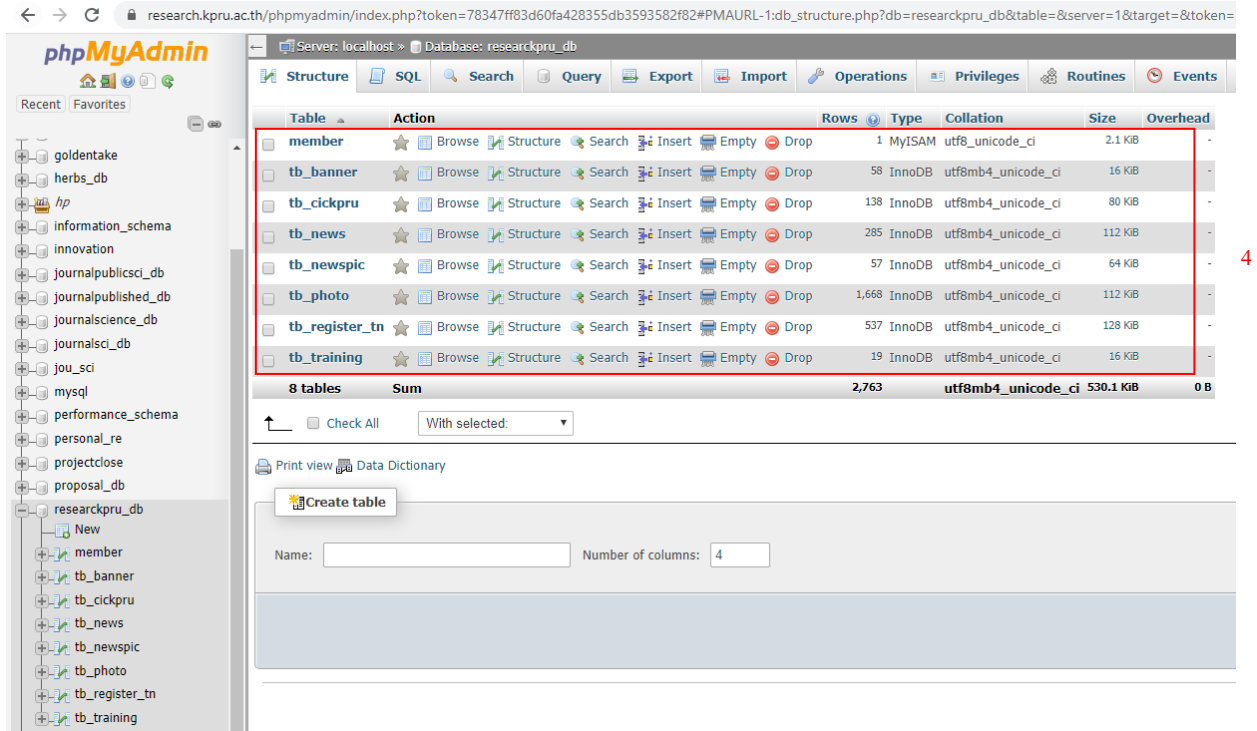 research.kpru.ac.th/phpmyadmin/index.php?token=78347ff83d60fa428355db3593582f82#PMAURL-1:db_structure.php?db=researckpru_db&table=&server=1&target=&token=
phpMyAdmin
Recent Favorites
goldentake
herbs_db
hp
information_schema
innovation
journalpublicsci_db
journalpublished_db
journalscience_db
journalsci_db
jou_sci
mysql
performance_schema
personal_re
projectclose
proposal_db
researckpru_db
New
member
tb_banner
tb_cickpru
tb_news
tb_newspic
tb_photo
tb_register_tn
tb_training
Server: localhost » Database: researckpru_db
Structure SQL Search Query Export Import Operations Privileges Routines Events
Table Action Rows Type Collation Size Overhead
member Browse Structure Search Insert Empty Drop 1 MyISAM utf8_unicode_ci 2.1 KiB -
tb_banner Browse Structure Search Insert Empty Drop 58 InnoDB utf8mb4_unicode_ci 16 KiB -
tb_cickpru Browse Structure Search Insert Empty Drop 138 InnoDB utf8mb4_unicode_ci 80 KiB -
tb_news Browse Structure Search Insert Empty Drop 285 InnoDB utf8mb4_unicode_ci 112 KiB -
tb_newspic Browse Structure Search Insert Empty Drop 57 InnoDB utf8mb4_unicode_ci 64 KiB -
4
tb_photo Browse Structure Search Insert Empty Drop 1,668 InnoDB utf8mb4_unicode_ci 112 KiB -
tb_register_tn Browse Structure Search Insert Empty Drop 537 InnoDB utf8mb4_unicode_ci 128 KiB -
tb_training Browse Structure Search Insert Empty Drop 19 InnoDB utf8mb4_unicode_ci 16 KiB -
8 tables Sum 2,763 utf8mb4_unicode_ci 530.1 KiB 0 B
Check All With selected:
Print view Data Dictionary
Create table
Name: Number of columns: 4